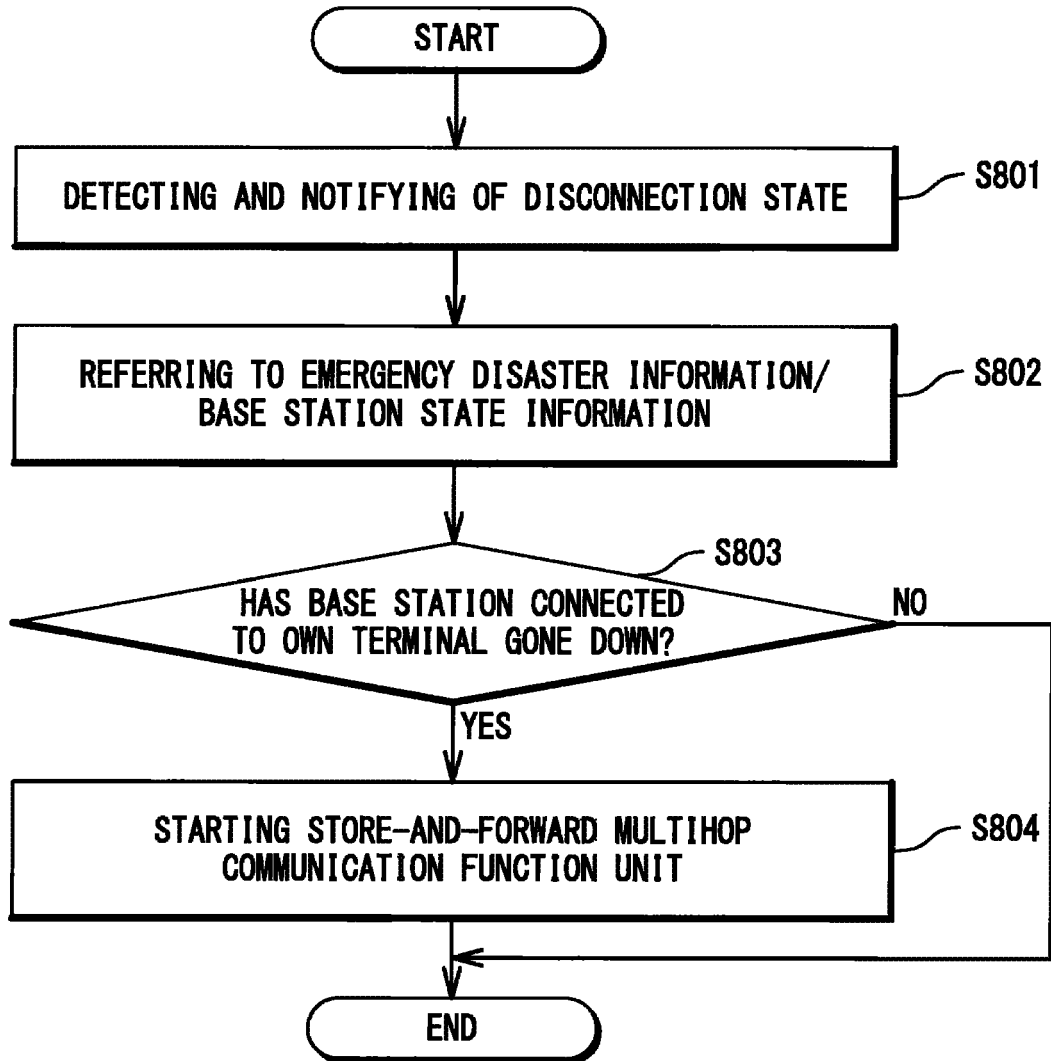 START
DETECTING AND NOTIFYING OF DISCONNECTION STATE
S801
REFERRING TO EMERGENCY DISASTER INFORMATION/
BASE STATION STATE INFORMATION
S802
S803
HAS BASE STATION CONNECTED
TO OWN TERMINAL GONE DOWN?
NO
YES
STARTING STORE-AND-FORWARD MULTIHOP
COMMUNICATION FUNCTION UNIT
S804
END